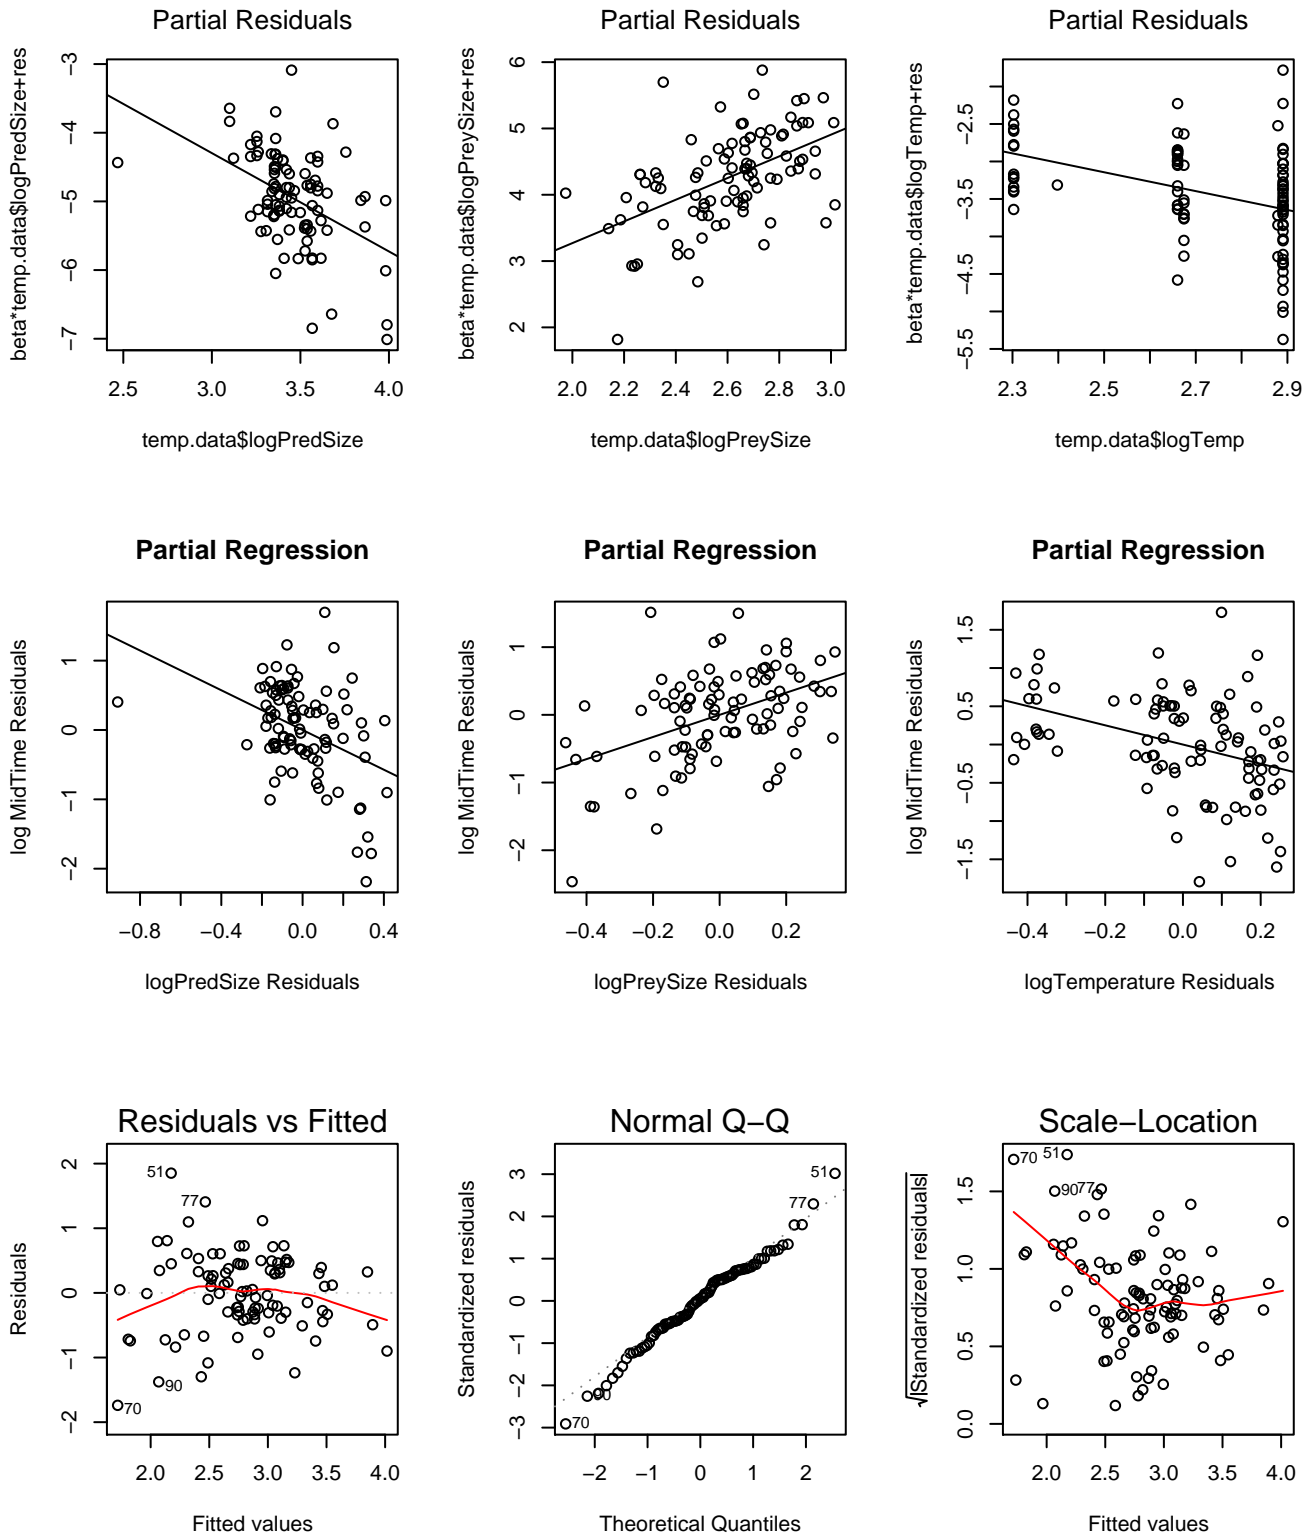 Partial Residuals
beta*temp.data$logPredSize+res
−3
−4
−5
−6
−7
2.5 3.0 3.5 4.0
temp.data$logPredSize
Partial Residuals
beta*temp.data$logPreySize+res
6
5
4
3
2
2.0 2.2 2.4 2.6 2.8 3.0
temp.data$logPreySize
Partial Residuals
beta*temp.data$logTemp+res
−2.5
−3.5
−4.5
−5.5
2.3 2.5 2.7 2.9
temp.data$logTemp
Partial Regression
log MidTime Residuals
1
0
−1
−2
−0.8 −0.4 0.0 0.4
logPredSize Residuals
Partial Regression
log MidTime Residuals
1
0
−1
−2
−0.4 −0.2 0.0 0.2
logPreySize Residuals
Partial Regression
log MidTime Residuals
1.5
0.5
−0.5
−1.5
−0.4 −0.2 0.0 0.2
logTemperature Residuals
Residuals vs Fitted
Residuals
2
1
0
−1
−2
51
77
90
70
2.0 2.5 3.0 3.5 4.0
Fitted values
Normal Q−Q
Standardized residuals
3
2
1
0
−1
−2
−3
51
77
70
−2 −1 0 1 2
Theoretical Quantiles
Scale−Location
√|Standardized residuals|
1.5
1.0
0.5
0.0
70
51
90
77
2.0 2.5 3.0 3.5 4.0
Fitted values